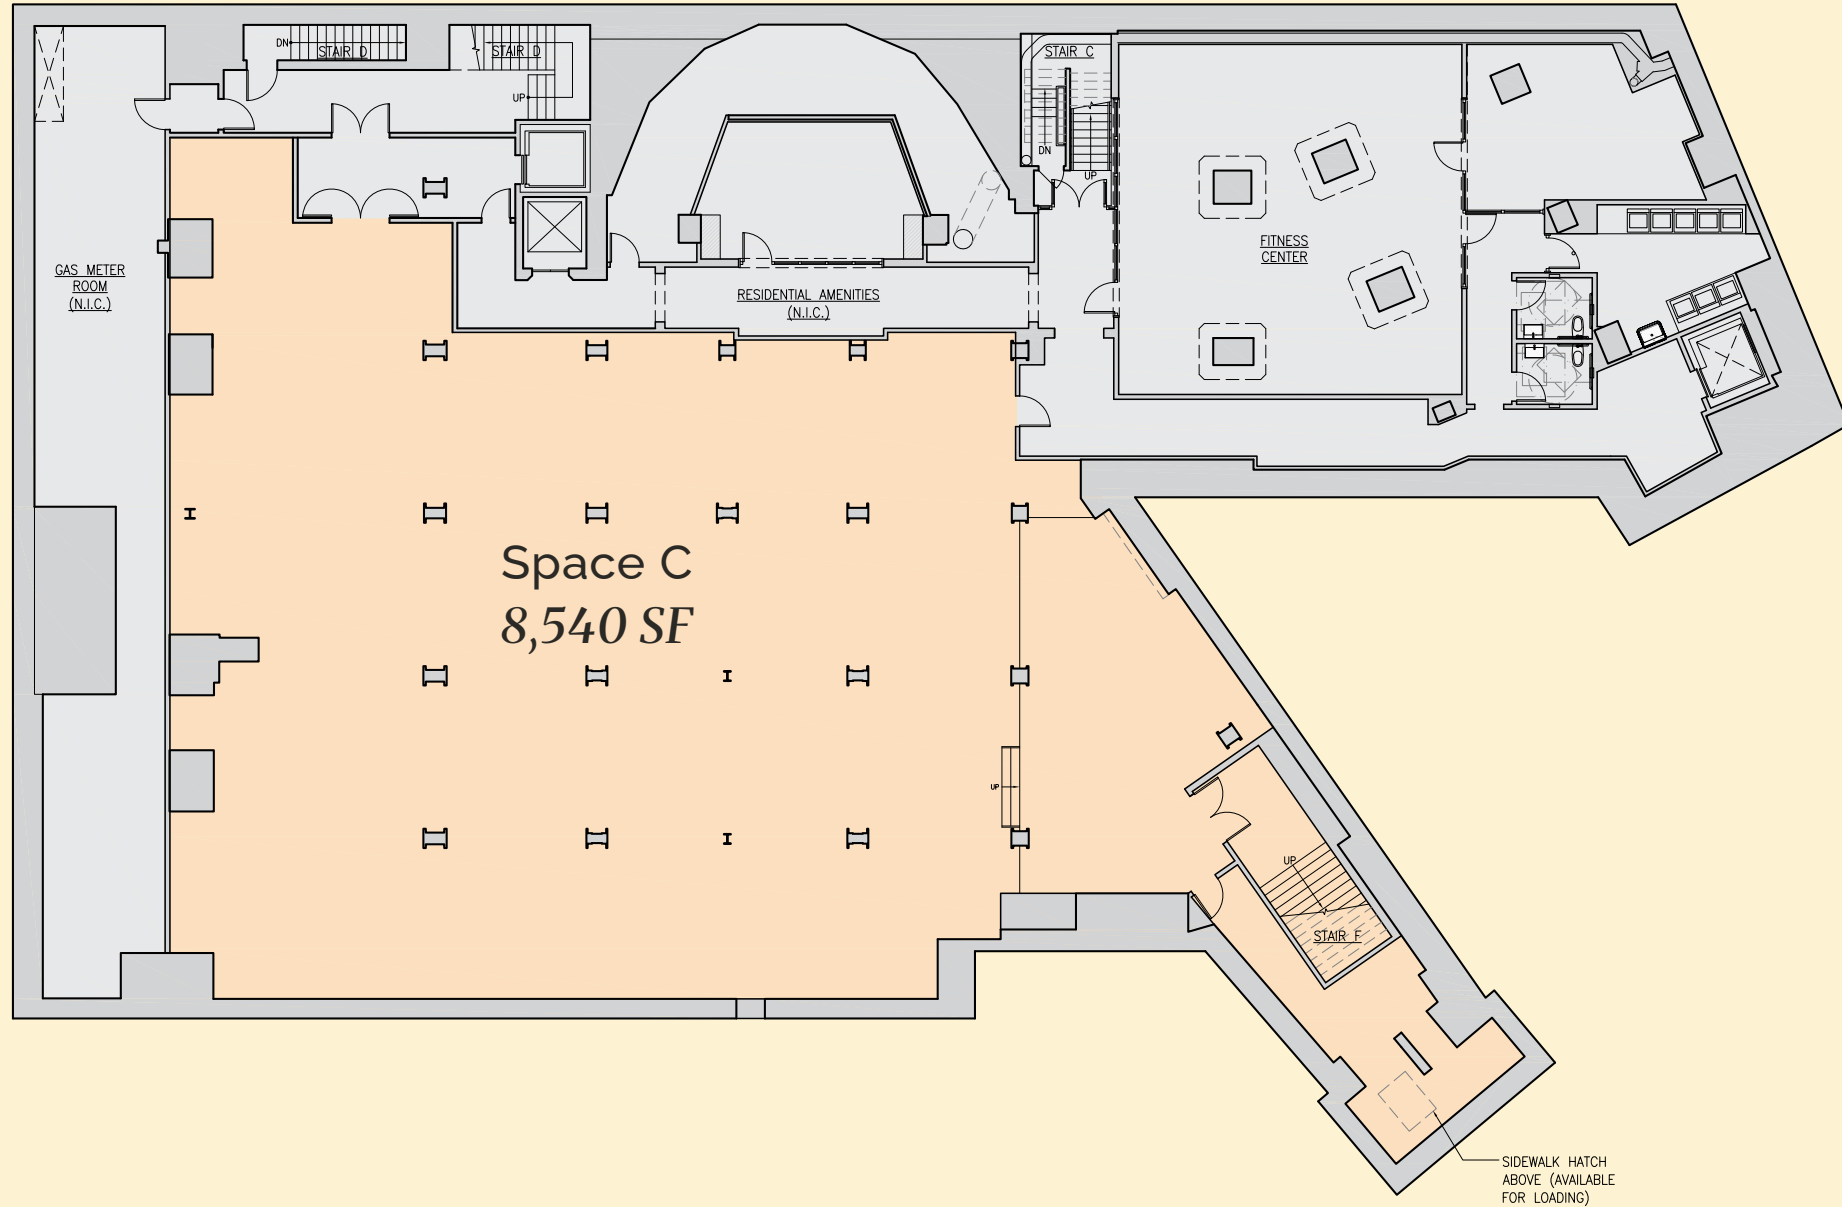 DN
STAIR D
STAIR D
UP
STAIR C
DN
UP
GAS METER
ROOM
(N.I.C.)
RESIDENTIAL AMENITIES
(N.I.C.)
FITNESS
CENTER
Space C
8,540 SF
UP
UP
STAIR F
SIDEWALK HATCH
ABOVE (AVAILABLE
FOR LOADING)